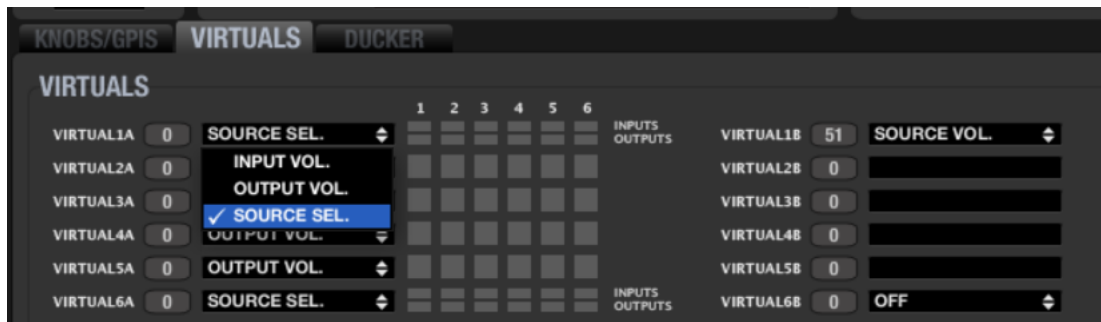 KNOBS/GPIS VIRTUALS DUCKER
VIRTUALS
1 2 3 4 5 6
VIRTUAL1A 0 SOURCE SEL. INPUTS OUTPUTS VIRTUAL1B 51 SOURCE VOL.
VIRTUAL2A 0 INPUT VOL. VIRTUAL2B 0
OUTPUT VOL.
VIRTUAL3A 0 SOURCE SEL. VIRTUAL3B 0
VIRTUAL4A 0 OUTPUT VOL. VIRTUAL4B 0
VIRTUAL5A 0 OUTPUT VOL. VIRTUAL5B 0
VIRTUAL6A 0 SOURCE SEL. INPUTS OUTPUTS VIRTUAL6B 0 OFF